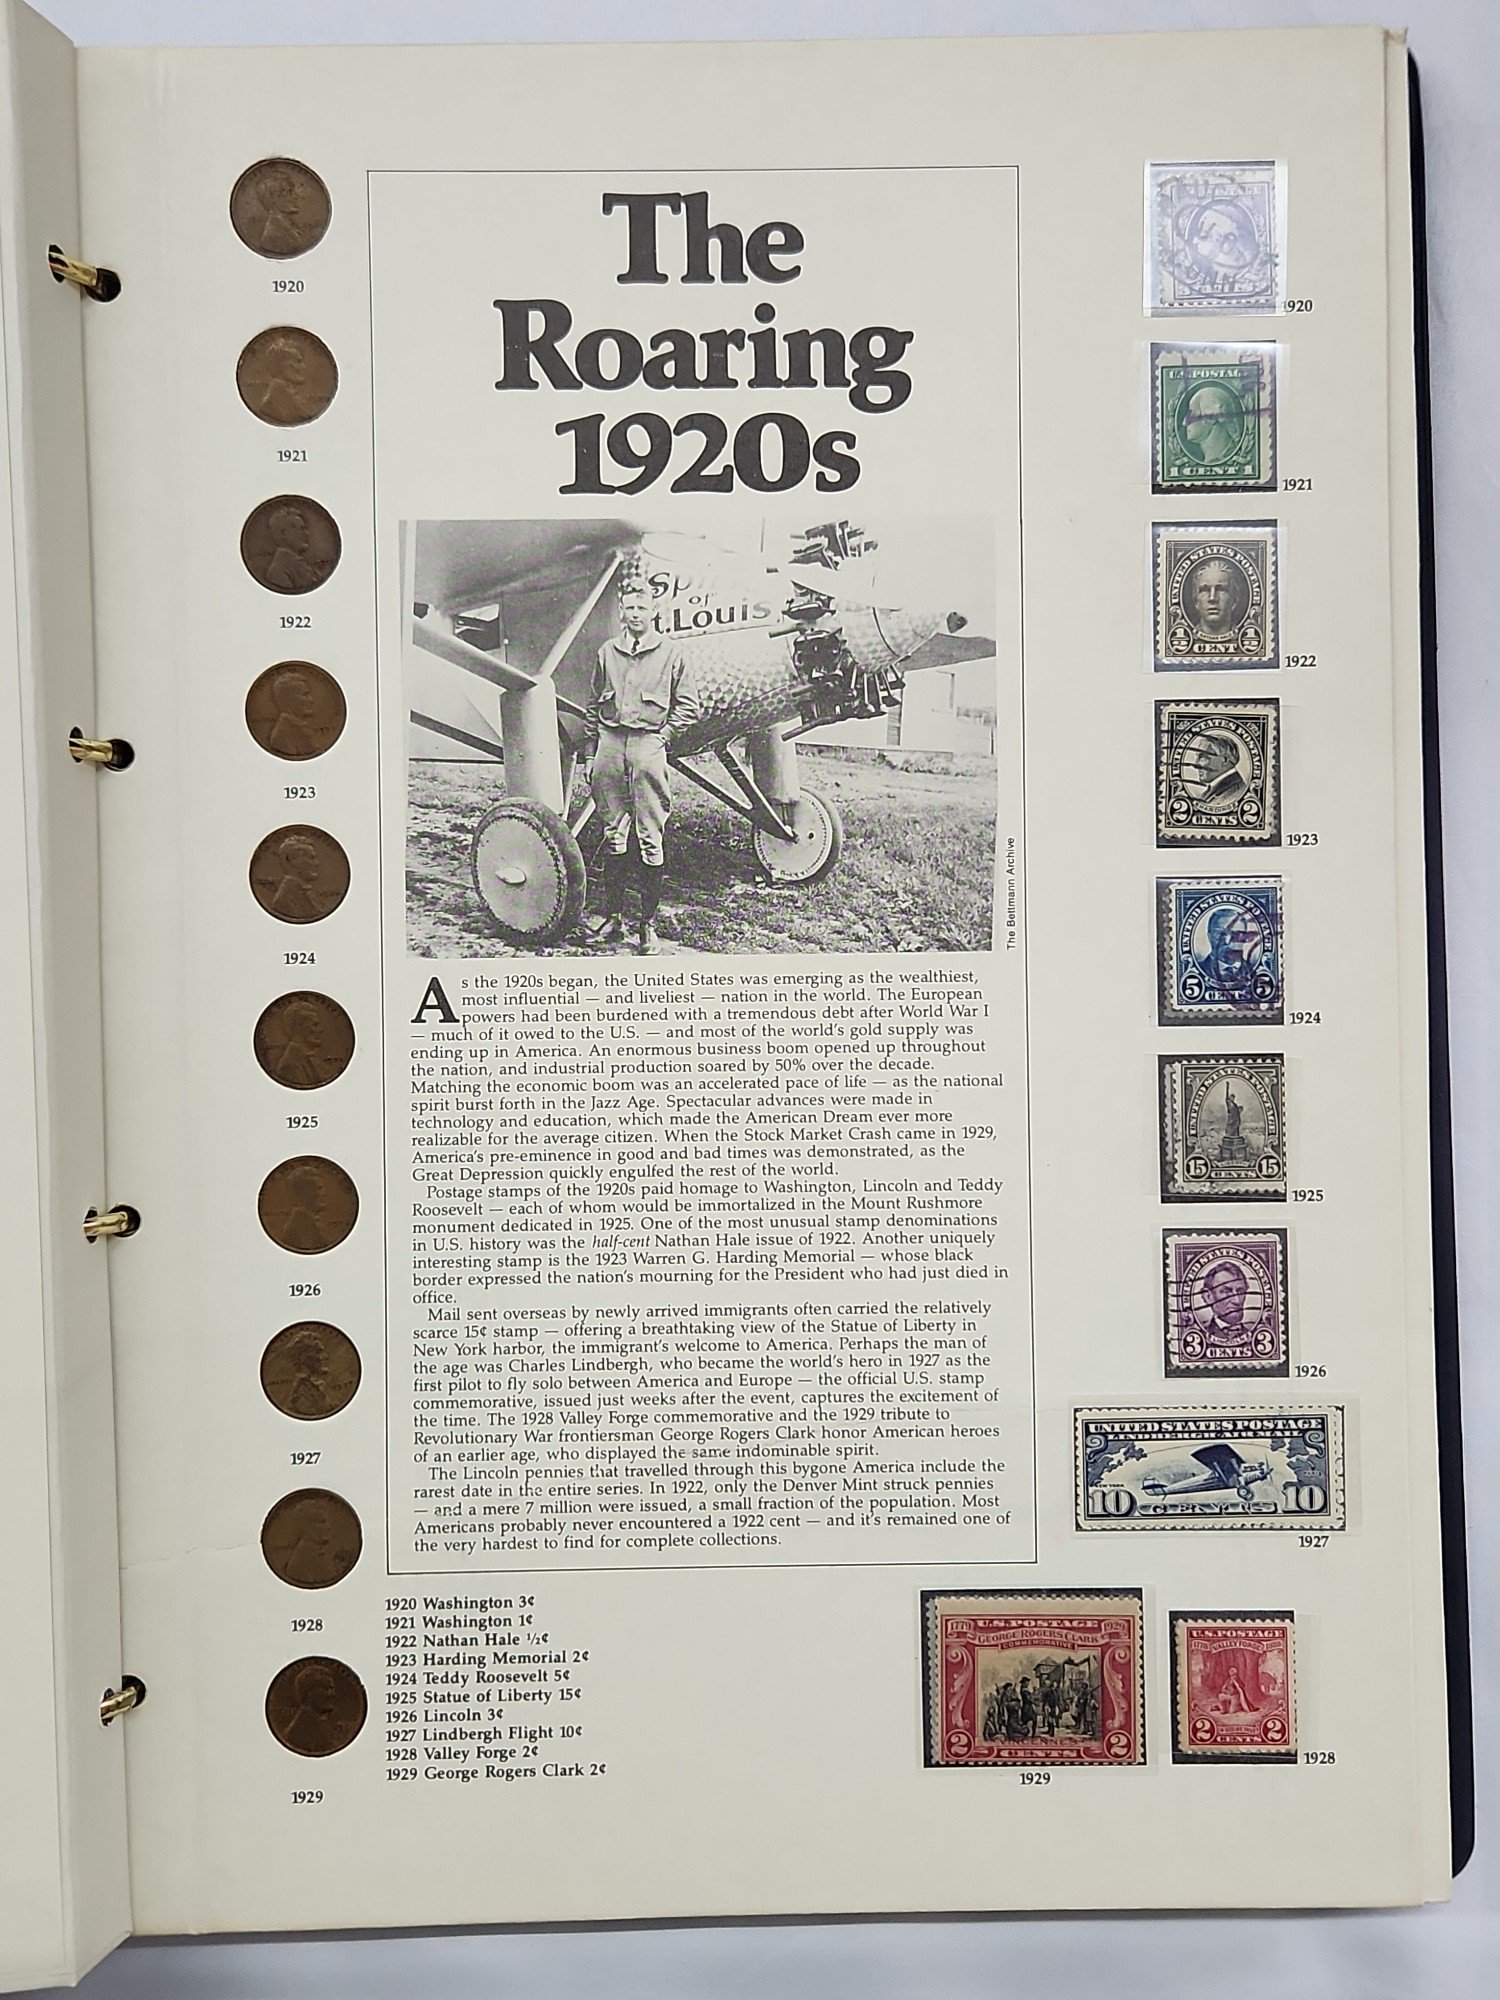 The
Roaring
1920s
Spirit
of
St. Louis
The Bettmann Archive
As the 1920s began, the United States was emerging as the wealthiest,
most influential — and liveliest — nation in the world. The European
powers had been burdened with a tremendous debt after World War I
— much of it owed to the U.S. — and most of the world's gold supply was
ending up in America. An enormous business boom opened up throughout
the nation, and industrial production soared by 50% over the decade.
Matching the economic boom was an accelerated pace of life — as the national
spirit burst forth in the Jazz Age. Spectacular advances were made in
technology and education, which made the American Dream ever more
realizable for the average citizen. When the Stock Market Crash came in 1929,
America's pre-eminence in good and bad times was demonstrated, as the
Great Depression quickly engulfed the rest of the world.
Postage stamps of the 1920s paid homage to Washington, Lincoln and Teddy
Roosevelt — each of whom would be immortalized in the Mount Rushmore
monument dedicated in 1925. One of the most unusual stamp denominations
in U.S. history was the half-cent Nathan Hale issue of 1922. Another uniquely
interesting stamp is the 1923 Warren G. Harding Memorial — whose black
border expressed the nation's mourning for the President who had just died in
office.
Mail sent overseas by newly arrived immigrants often carried the relatively
scarce 15¢ stamp — offering a breathtaking view of the Statue of Liberty in
New York harbor, the immigrant's welcome to America. Perhaps the man of
the age was Charles Lindbergh, who became the world's hero in 1927 as the
first pilot to fly solo between America and Europe — the official U.S. stamp
commemorative, issued just weeks after the event, captures the excitement of
the time. The 1928 Valley Forge commemorative and the 1929 tribute to
Revolutionary War frontiersman George Rogers Clark honor American heroes
of an earlier age, who displayed the same indominable spirit.
The Lincoln pennies that travelled through this bygone America include the
rarest date in the entire series. In 1922, only the Denver Mint struck pennies
— and a mere 7 million were issued, a small fraction of the population. Most
Americans probably never encountered a 1922 cent — and it's remained one of
the very hardest to find for complete collections.
1920 Washington 3¢
1921 Washington 1¢
1922 Nathan Hale ½¢
1923 Harding Memorial 2¢
1924 Teddy Roosevelt 5¢
1925 Statue of Liberty 15¢
1926 Lincoln 3¢
1927 Lindbergh Flight 10¢
1928 Valley Forge 2¢
1929 George Rogers Clark 2¢
1920
1921
1922
1923
1924
1925
1926
1927
1928
1929
U.S. POSTAGE
1920
U.S. POSTAGE
1 CENT 1
1921
UNITED STATES POSTAGE
NATHAN HALE
½ CENT ½
1922
UNITED STATES POSTAGE
HARDING
2 CENTS 2
1923
UNITED STATES POSTAGE
5 CENTS 5
1924
UNITED STATES POSTAGE
15 CENTS 15
1925
UNITED STATES POSTAGE
LINCOLN
3 CENTS 3
1926
UNITED STATES POSTAGE
LINDBERGH AIR MAIL
NEW YORK
PARIS
10 CENTS 10
1927
1779 U.S. POSTAGE 1929
GEORGE ROGERS CLARK
COMMEMORATIVE
VINCENNES
2 CENTS 2
1929
U.S. POSTAGE
1778 VALLEY FORGE 1928
IN GOD WE TRUST
2 CENTS 2
1928